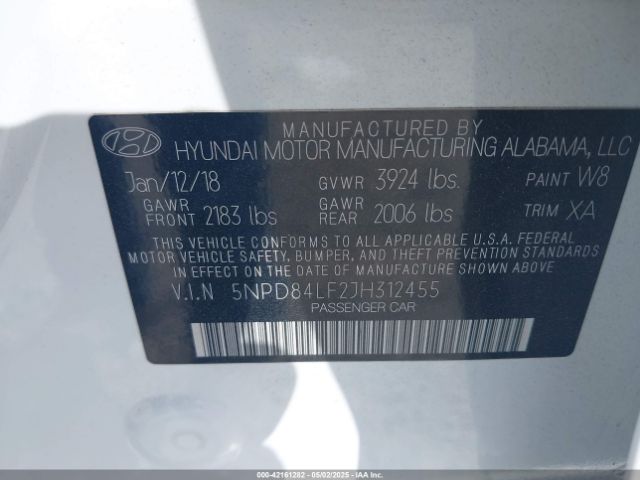 MANUFACTURED BY
HYUNDAI MOTOR MANUFACTURING ALABAMA, LLC
Jan/12/18 GVWR 3924 lbs. PAINT W8
GAWR FRONT 2183 lbs GAWR REAR 2006 lbs TRIM XA
THIS VEHICLE CONFORMS TO ALL APPLICABLE U.S.A. FEDERAL
MOTOR VEHICLE SAFETY, BUMPER, AND THEFT PREVENTION STANDARDS
IN EFFECT ON THE DATE OF MANUFACTURE SHOWN ABOVE.
V.I.N 5NPD84LF2JH312455
PASSENGER CAR
000-42161282 - 05/02/2025 - IAAI.COM